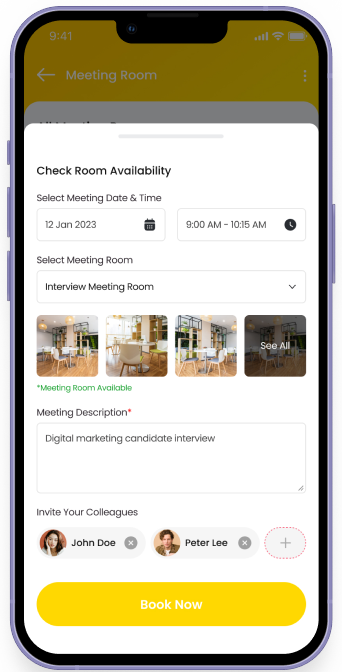 9:41
Meeting Room
Check Room Availability
Select Meeting Date & Time
12 Jan 2023
9:00 AM - 10:15 AM
Select Meeting Room
Interview Meeting Room
See All
*Meeting Room Available
Meeting Description*
Digital marketing candidate interview
Invite Your Colleagues
John Doe
Peter Lee
Book Now